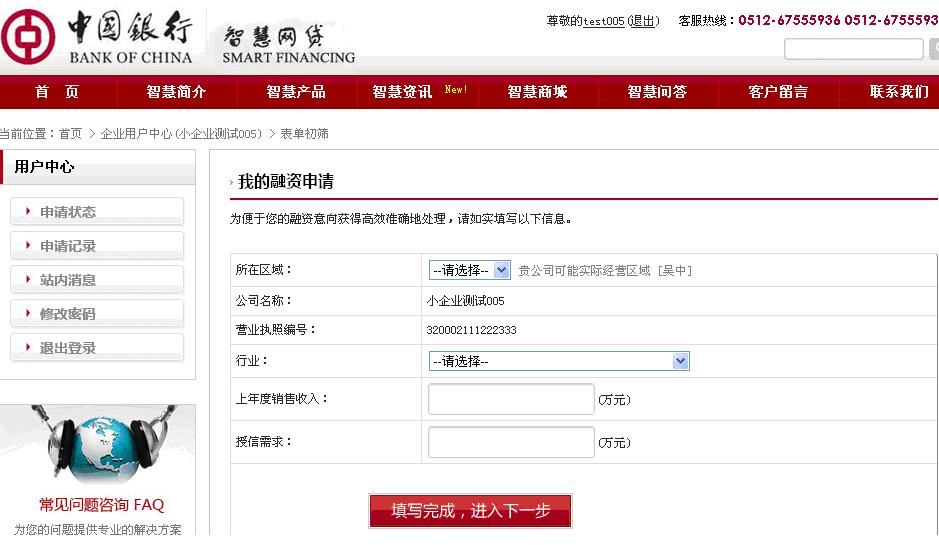 中國銀行 智慧网贷
BANK OF CHINA SMART FINANCING
尊敬的test005(退出) 客服热线：0512-67555936 0512-6755593
首 页 智慧简介 智慧产品 智慧资讯 New! 智慧商城 智慧问答 客户留言 联系我们
当前位置：首页 > 企业用户中心(小企业测试005) > 表单初筛
用户中心
申请状态
申请记录
站内消息
修改密码
退出登录
常见问题咨询 FAQ
为您的问题提供专业的解决方案
我的融资申请
为便于您的融资意向获得高效准确地处理，请如实填写以下信息。
所在区域： --请选择-- 贵公司可能实际经营区域 [吴中]
公司名称： 小企业测试005
营业执照编号： 320002111222333
行业： --请选择--
上年度销售收入： (万元)
授信需求： (万元)
填写完成，进入下一步